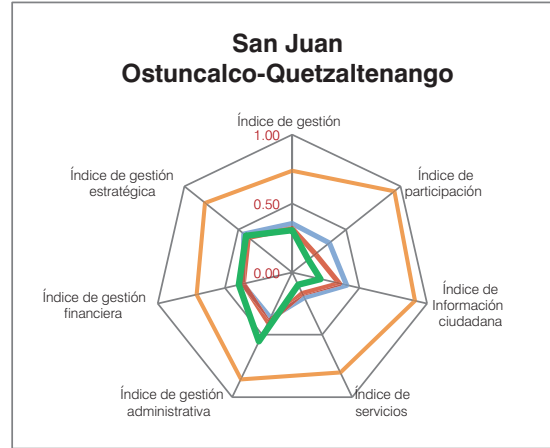 San Juan
Ostuncalco-Quetzaltenango
Índice de gestión
1.00
Índice de gestión
estratégica
Índice de
participación
0.50
0.00
Índice de gestión
financiera
Índice de
Información
ciudadana
Índice de gestión
administrativa
Índice de
servicios